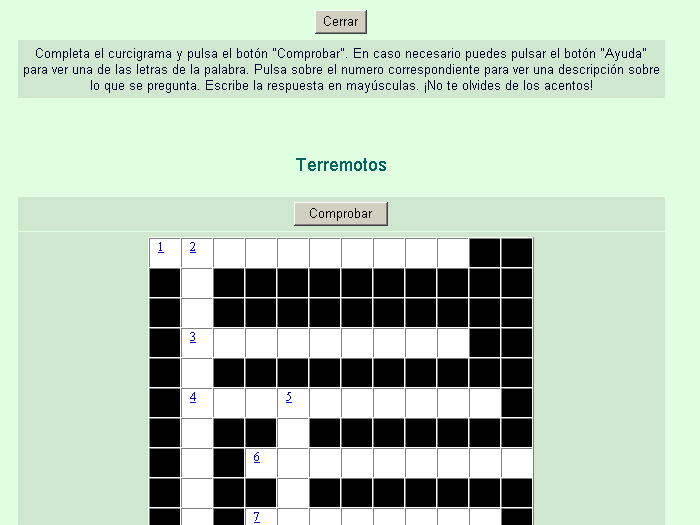 Cerrar
Completa el curcigrama y pulsa el botón "Comprobar". En caso necesario puedes pulsar el botón "Ayuda"
para ver una de las letras de la palabra. Pulsa sobre el numero correspondiente para ver una descripción sobre
lo que se pregunta. Escribe la respuesta en mayúsculas. ¡No te olvides de los acentos!
Terremotos
Comprobar
1 2
3
4 5
6
7